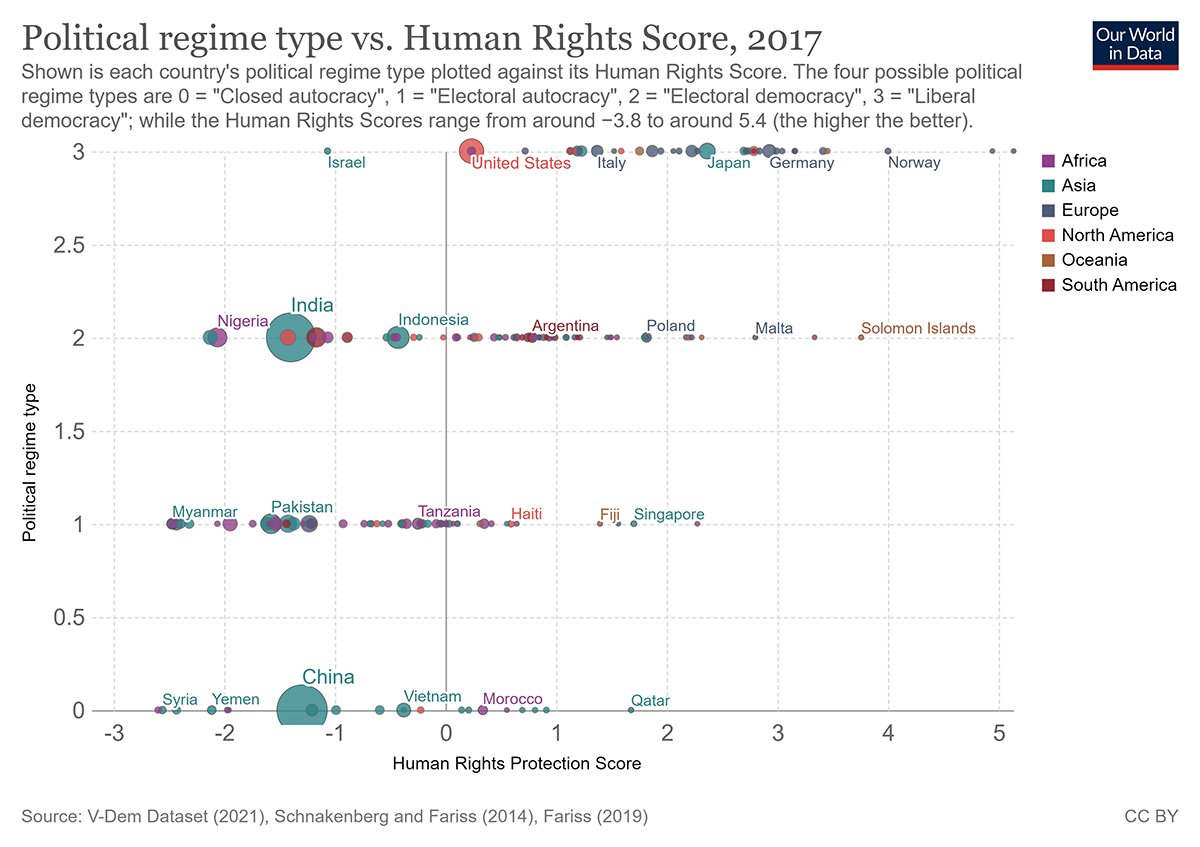 Political regime type vs. Human Rights Score, 2017
Our World
in Data
Shown is each country's political regime type plotted against its Human Rights Score. The four possible political
regime types are 0 = "Closed autocracy", 1 = "Electoral autocracy", 2 = "Electoral democracy", 3 = "Liberal
democracy"; while the Human Rights Scores range from around −3.8 to around 5.4 (the higher the better).
3
Israel
United States
Italy
Japan
Germany
Norway
Africa
Asia
Europe
North America
Oceania
South America
2.5
India
Nigeria
Indonesia
Argentina
Poland
Malta
Solomon Islands
2
1.5
Political regime type
Myanmar
Pakistan
Tanzania
Haiti
Fiji
Singapore
1
0.5
China
Syria
Yemen
Vietnam
Morocco
Qatar
0
-3
-2
-1
0
1
2
3
4
5
Human Rights Protection Score
Source: V-Dem Dataset (2021), Schnakenberg and Fariss (2014), Fariss (2019)
CC BY